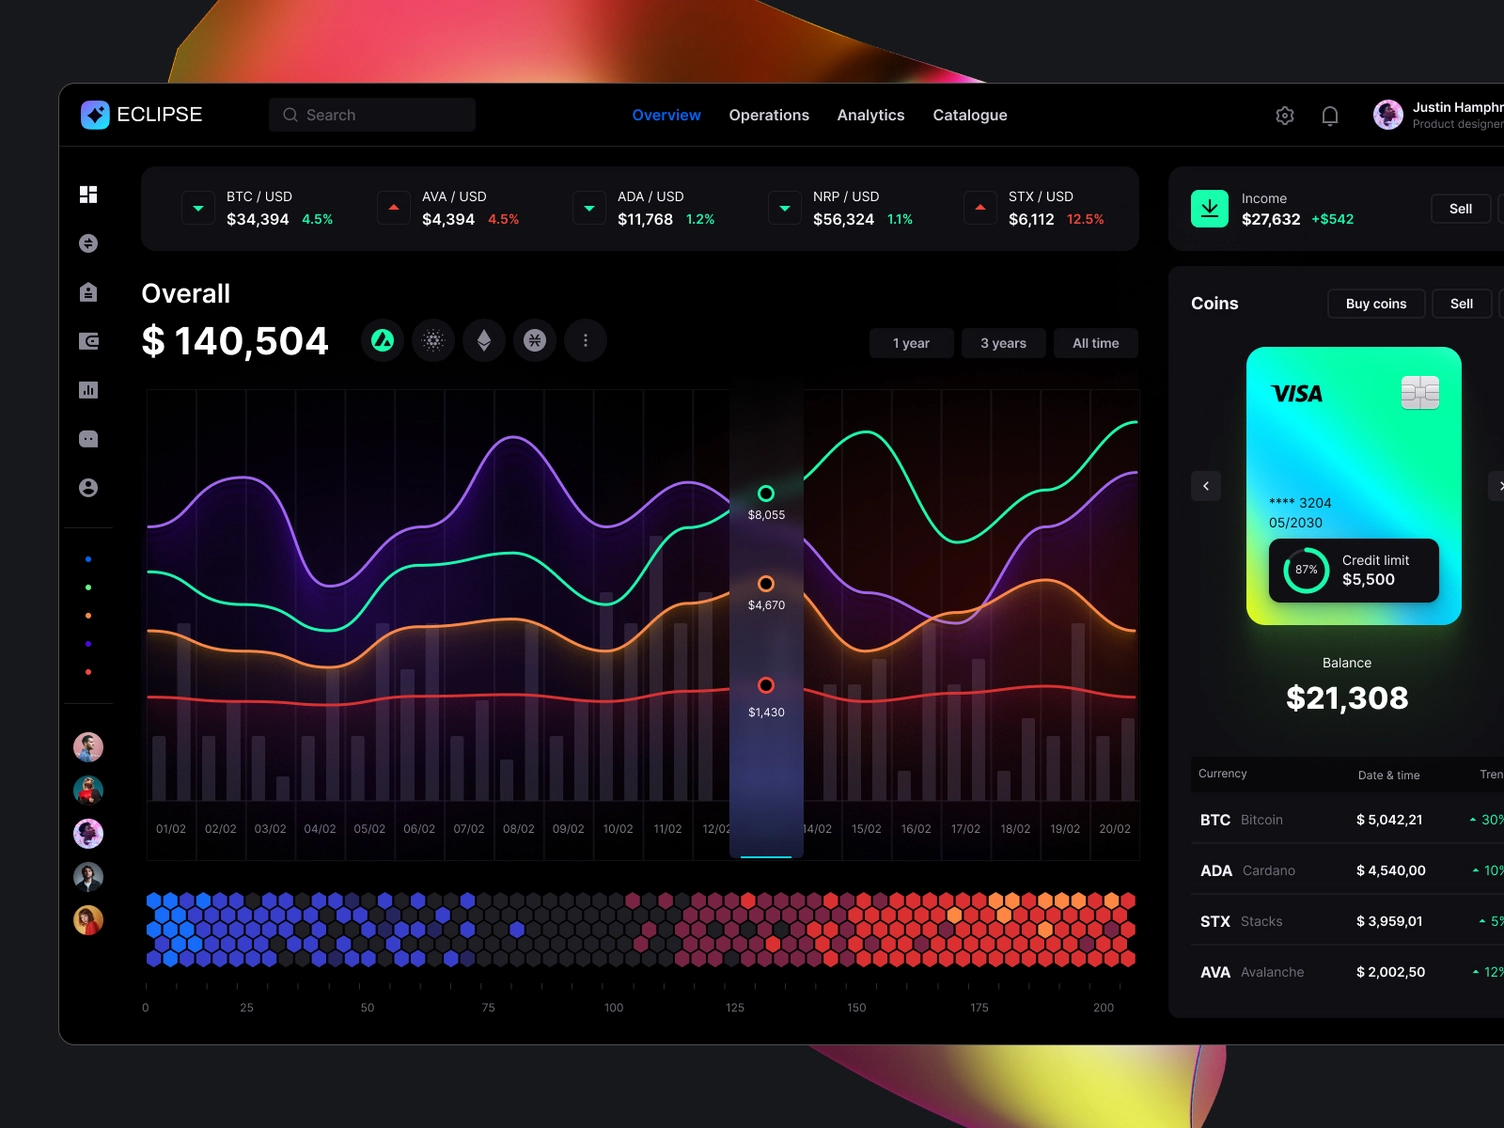 ECLIPSE
Search
Overview
Operations
Analytics
Catalogue
Justin Hamphr
Product designer
BTC / USD
$34,394 4.5%
AVA / USD
$4,394 4.5%
ADA / USD
$11,768 1.2%
NRP / USD
$56,324 1.1%
STX / USD
$6,112 12.5%
Income
$27,632 +$542
Sell
Overall
$ 140,504
1 year
3 years
All time
$8,055
$4,670
$1,430
01/02 02/02 03/02 04/02 05/02 06/02 07/02 08/02 09/02 10/02 11/02 12/02 14/02 15/02 16/02 17/02 18/02 19/02 20/02
0 25 50 75 100 125 150 175 200
Coins
Buy coins
Sell
VISA
**** 3204
05/2030
87%
Credit limit
$5,500
Balance
$21,308
Currency Date & time Tren
BTC Bitcoin $ 5,042,21 30%
ADA Cardano $ 4,540,00 10%
STX Stacks $ 3,959,01 5%
AVA Avalanche $ 2,002,50 12%